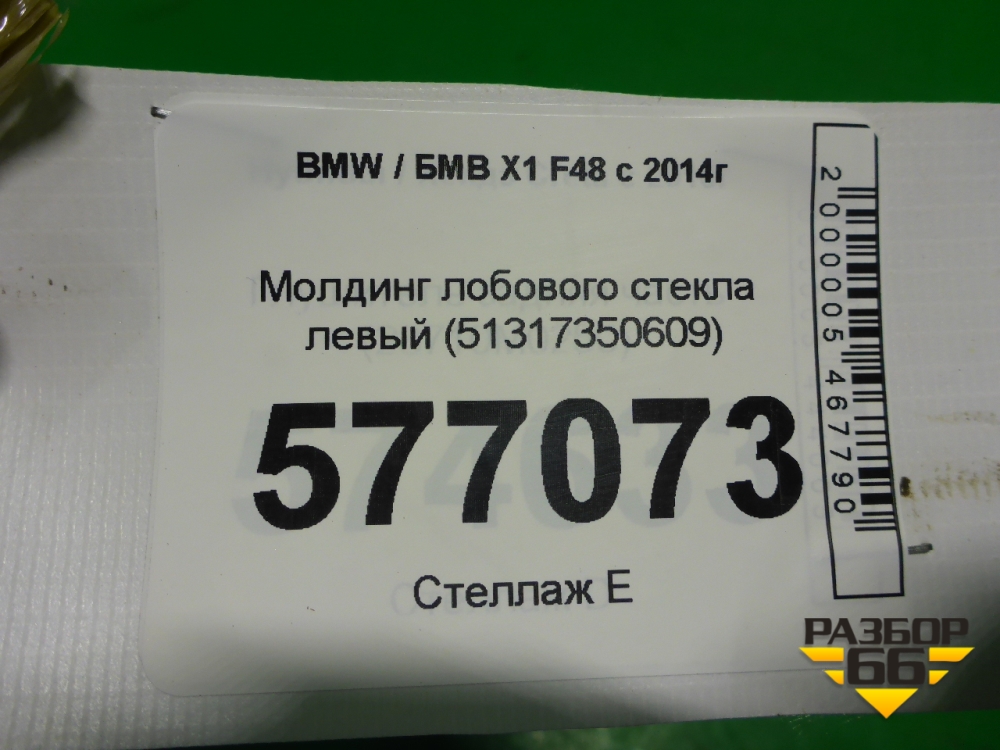 BMW / БМВ X1 F48 с 2014г
Молдинг лобового стекла
левый (51317350609)
577073
Стеллаж Е
2000005467790
РАЗБОР
66